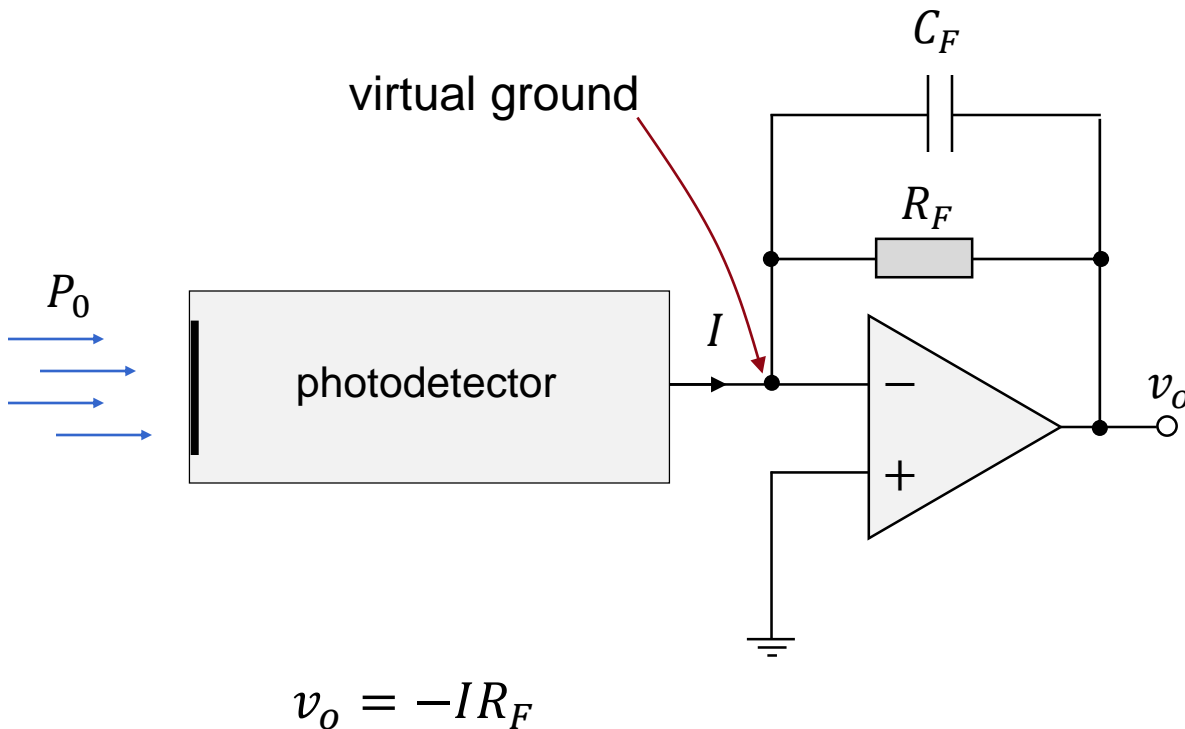 C_F
virtual ground
R_F
P_0
I
photodetector
−
v_o
+
v_o = −IR_F